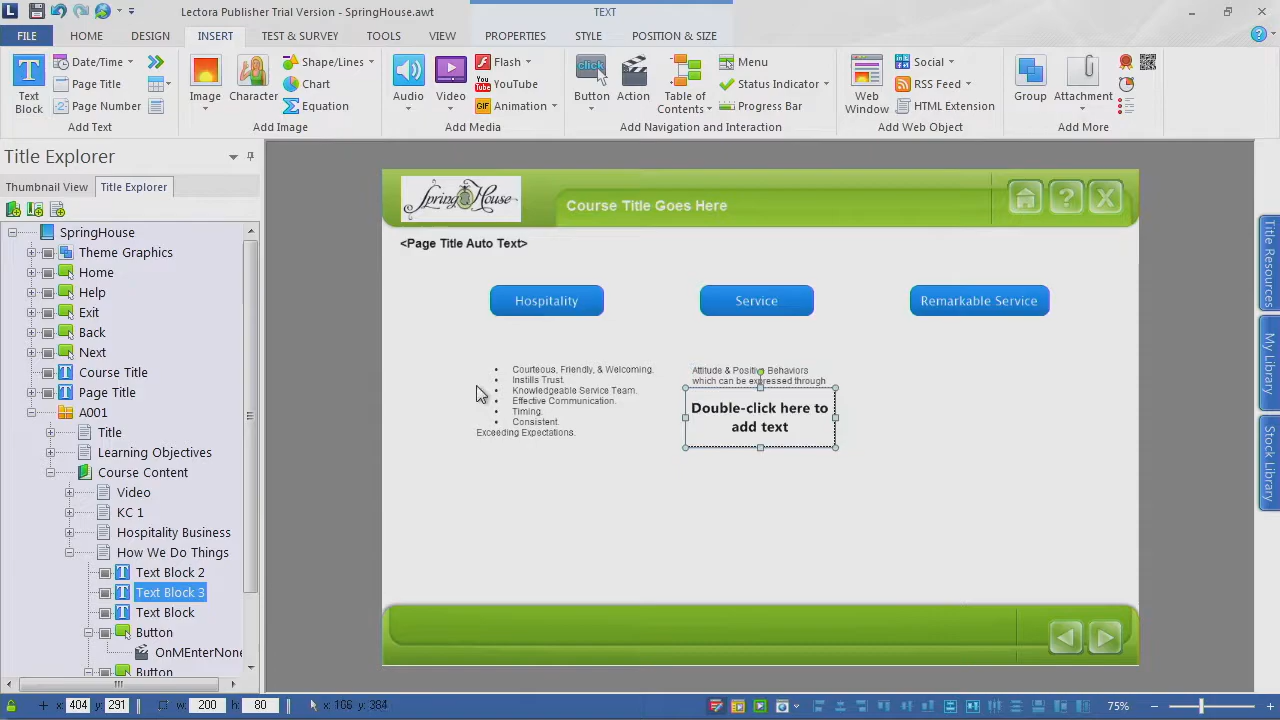 Lectora Publisher Trial Version - SpringHouse.awt
TEXT
FILE
HOME
DESIGN
INSERT
TEST & SURVEY
TOOLS
VIEW
PROPERTIES
STYLE
POSITION & SIZE
Text Block
Date/Time
Page Title
Page Number
Add Text
Image
Character
Shape/Lines
Chart
Equation
Add Image
Audio
Video
Flash
You Tube
YouTube
GIF
Animation
Add Media
click
Button
Action
Table of Contents
Menu
Status Indicator
Progress Bar
Add Navigation and Interaction
Web Window
Social
RSS Feed
HTML Extension
Add Web Object
Group
Attachment
Add More
Title Explorer
Thumbnail View
Title Explorer
SpringHouse
Theme Graphics
Home
Help
Exit
Back
Next
Course Title
Page Title
A001
Title
Learning Objectives
Course Content
Video
KC 1
Hospitality Business
How We Do Things
Text Block 2
Text Block 3
Text Block
Button
OnMEnterNone
Button
Spring House
Course Title Goes Here
<Page Title Auto Text>
Hospitality
Service
Remarkable Service
• Courteous, Friendly, & Welcoming.
• Instills Trust.
• Knowledgeable Service Team.
• Effective Communication.
• Timing.
• Consistent.
Exceeding Expectations.
Attitude & Positive Behaviors
which can be expressed through
Double-click here to
add text
Title Resources
My Library
Stock Library
x: 404 y: 291 w: 200 h: 80 x: 106 y: 384
75%